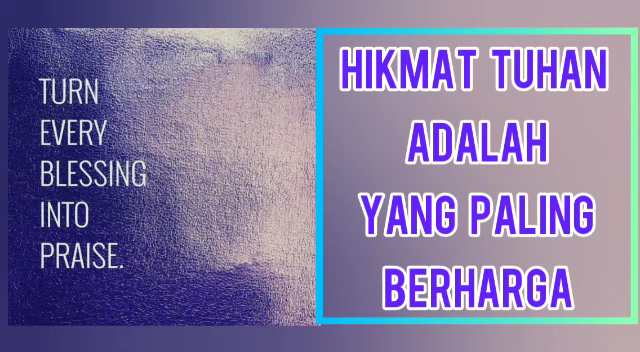 TURN
EVERY
BLESSING
INTO
PRAISE.
HIKMAT TUHAN
ADALAH
YANG PALING
BERHARGA